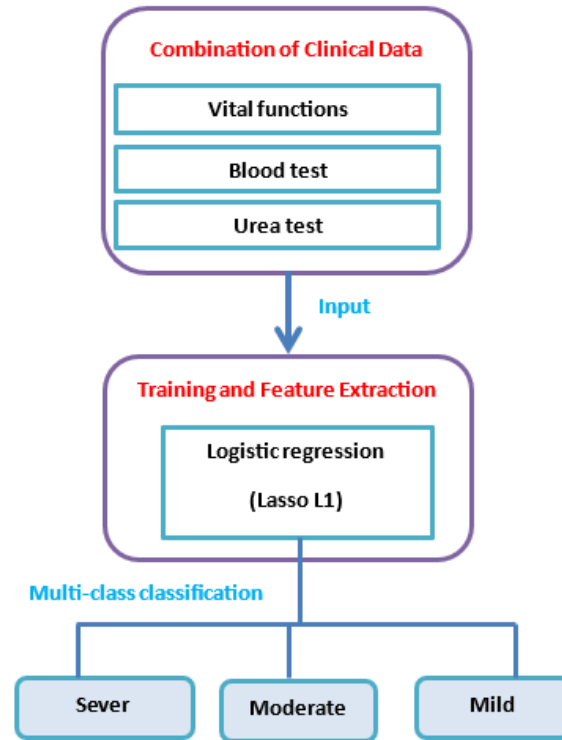 Combination of Clinical Data
Vital functions
Blood test
Urea test
Input
Training and Feature Extraction
Logistic regression
(Lasso L1)
Multi-class classification
Sever
Moderate
Mild